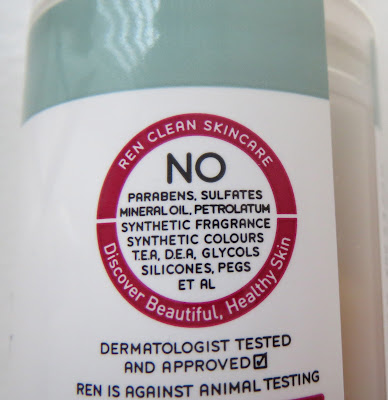 REN CLEAN SKINCARE
NO
PARABENS, SULFATES
MINERAL OIL, PETROLATUM
SYNTHETIC FRAGRANCE
SYNTHETIC COLOURS
T.E.A, D.E.A, GLYCOLS
SILICONES, PEGS
ET AL
Discover Beautiful, Healthy Skin
DERMATOLOGIST TESTED
AND APPROVED ☑
REN IS AGAINST ANIMAL TESTING